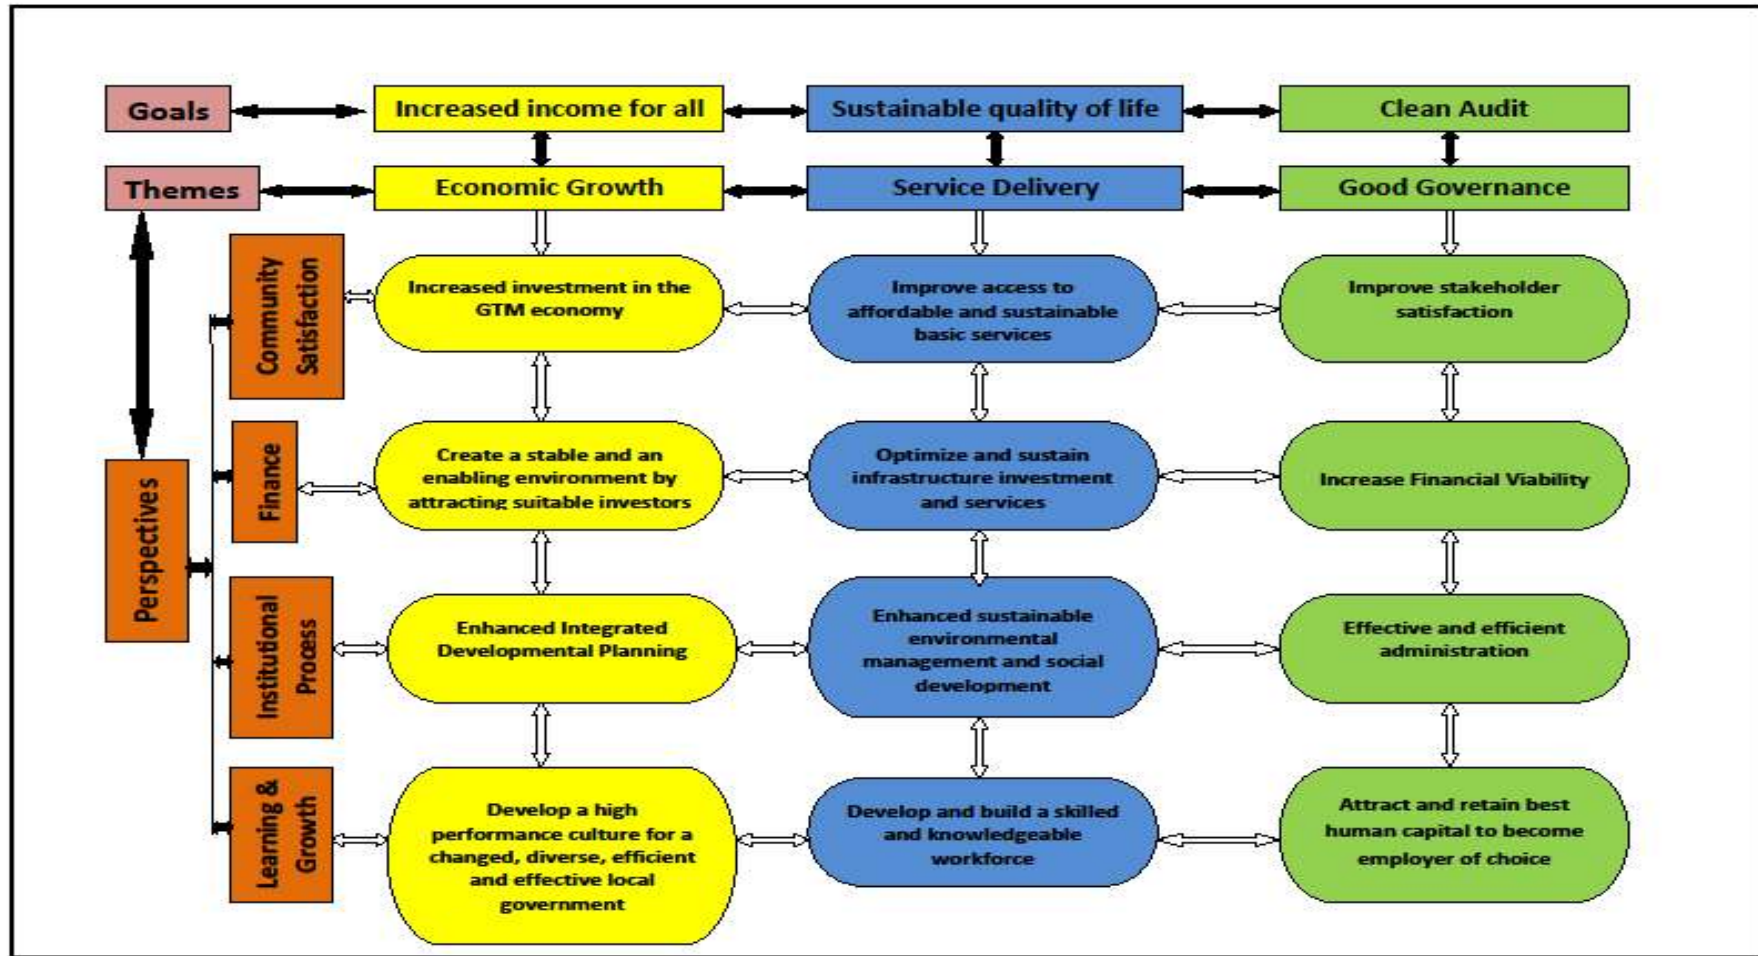 Goals
Increased income for all
Sustainable quality of life
Clean Audit
Themes
Economic Growth
Service Delivery
Good Governance
Perspectives
Community
Satisfaction
Increased investment in the
GTM economy
Improve access to
affordable and sustainable
basic services
Improve stakeholder
satisfaction
Finance
Create a stable and an
enabling environment by
attracting suitable investors
Optimize and sustain
infrastructure investment
and services
Increase Financial Viability
Institutional
Process
Enhanced Integrated
Developmental Planning
Enhanced sustainable
environmental
management and social
development
Effective and efficient
administration
Learning &
Growth
Develop a high
performance culture for a
changed, diverse, efficient
and effective local
government
Develop and build a skilled
and knowledgeable
workforce
Attract and retain best
human capital to become
employer of choice